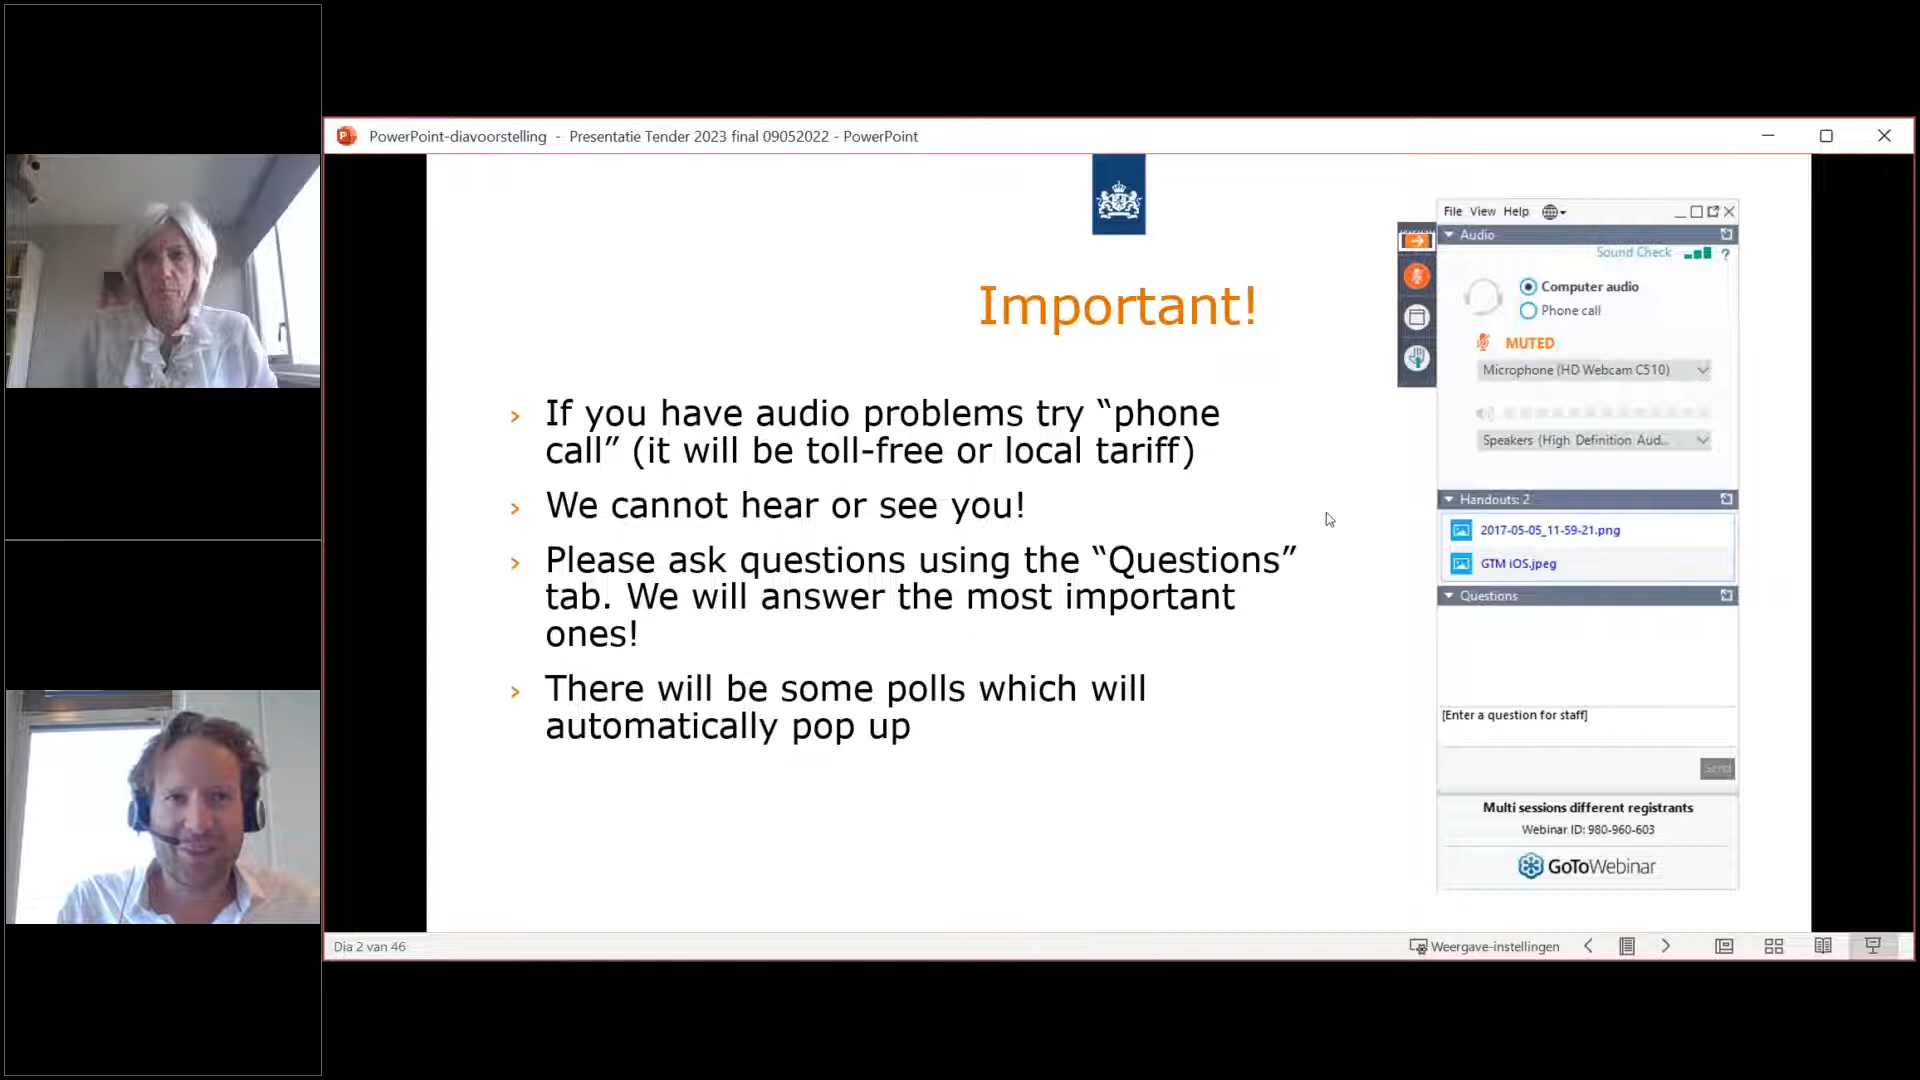 PowerPoint-diavoorstelling - Presentatie Tender 2023 final 09052022 - PowerPoint
Important!
› If you have audio problems try “phone
call” (it will be toll-free or local tariff)
› We cannot hear or see you!
› Please ask questions using the “Questions”
tab. We will answer the most important
ones!
› There will be some polls which will
automatically pop up
File View Help
Audio
Sound Check ?
Computer audio
Phone call
MUTED
Microphone (HD Webcam C510)
Speakers (High Definition Aud...
Handouts: 2
2017-05-05_11-59-21.png
GTM iOS.jpeg
Questions
[Enter a question for staff]
Send
Multi sessions different registrants
Webinar ID: 980-960-603
GoToWebinar
Dia 2 van 46
Weergave-instellingen